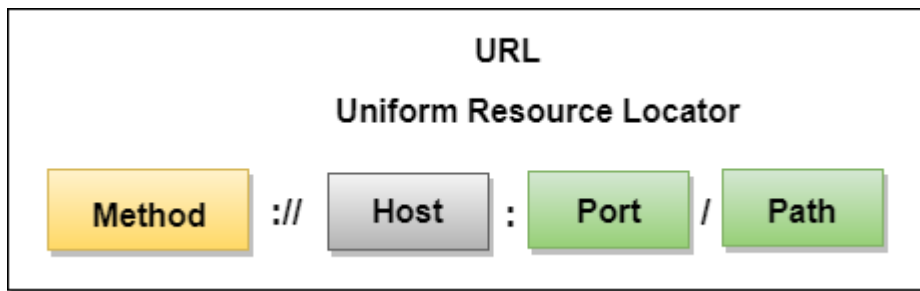 URL
Uniform Resource Locator
Method :// Host : Port / Path